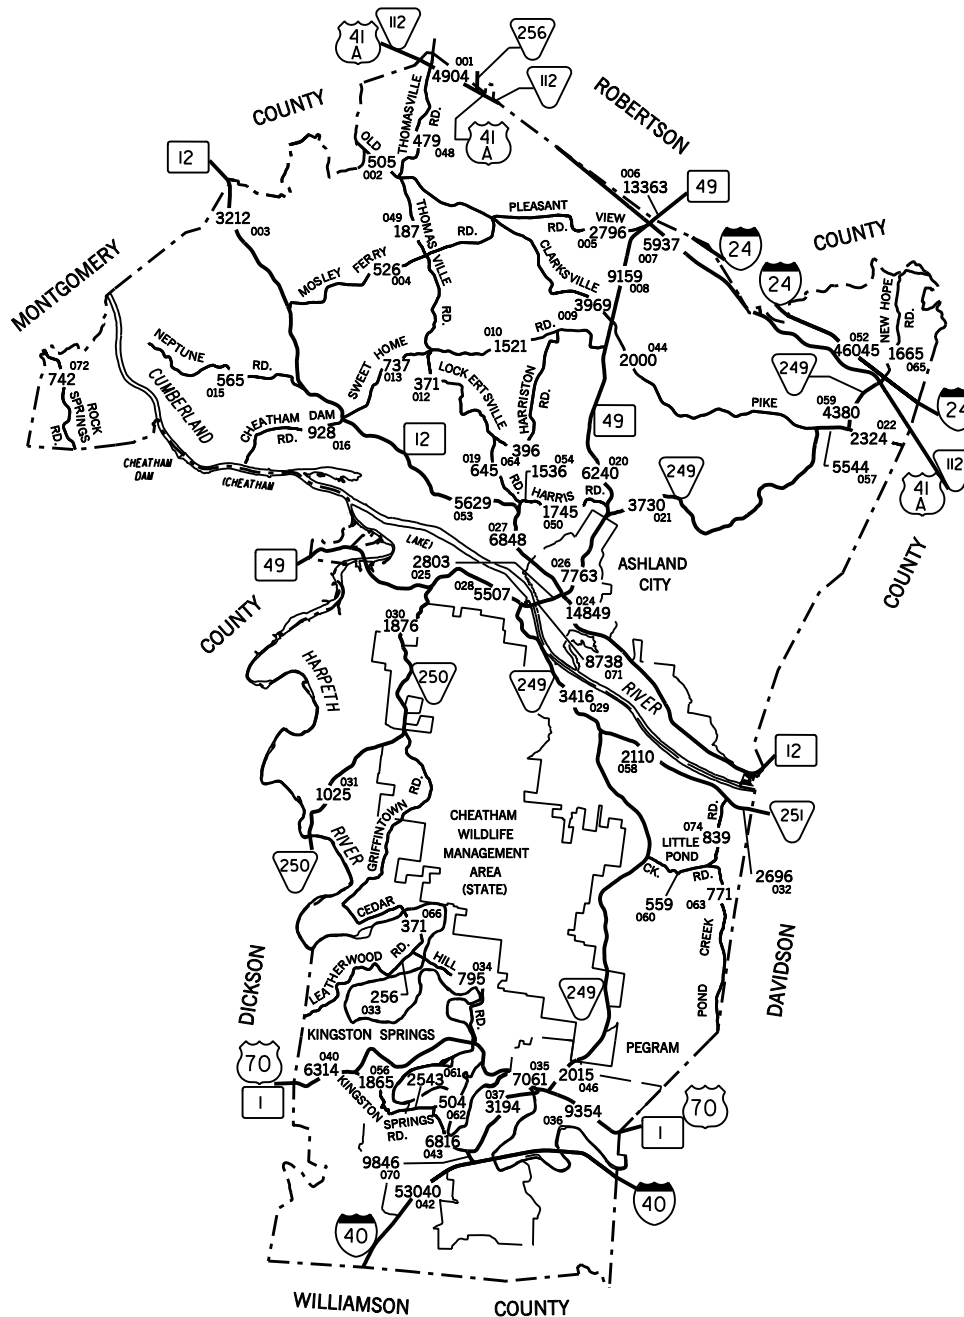 41
A
112
256
001
4904
112
41
A
COUNTY
ROBERTSON
THOMASVILLE
RD.
479
048
OLD
505
002
12
006
13363
49
3212
003
049
187
THOMASVILLE
RD.
PLEASANT
RD.
VIEW
2796
005
5937
007
24
COUNTY
MONTGOMERY
MOSLEY FERRY
RD.
526
004
CLARKSVILLE
9159
008
24
3969
009
NEW HOPE
RD.
NEPTUNE
RD.
565
015
SWEET HOME
RD.
737
013
010
1521
2000
044
052
46045
1665
065
249
072
742
ROCK
SPRINGS
RD.
CUMBERLAND
371
012
LOCKERTSVILLE
RD.
HARRISTON
RD.
PIKE
059
4380
24
CHEATHAM DAM
RD.
928
016
12
49
022
2324
CHEATHAM
DAM
(CHEATHAM
LAKE)
396
019
645
064
054
1536
6240
020
249
5544
057
112
41
A
HARRIS
RD.
5629
053
1745
050
3730
021
027
6848
49
2803
025
026
7763
ASHLAND
CITY
COUNTY
028
5507
024
14849
COUNTY
030
1876
HARPETH
250
249
8738
071
RIVER
3416
029
12
2110
058
031
1025
GRIFFINTOWN
RD.
251
RIVER
CHEATHAM
WILDLIFE
MANAGEMENT
AREA
(STATE)
074
839
RD.
LITTLE
POND
CK.
RD.
250
559
060
771
063
2696
032
CEDAR
HILL
RD.
371
066
POND
CREEK
DICKSON
DAVIDSON
LEATHERWOOD
RD.
034
795
256
033
249
KINGSTON SPRINGS
PEGRAM
70
1
040
6314
056
1865
2543
061
035
7061
2015
046
KINGSTON
SPRINGS
RD.
504
062
037
3194
9354
036
70
1
6816
043
9846
070
53040
042
40
40
WILLIAMSON
COUNTY